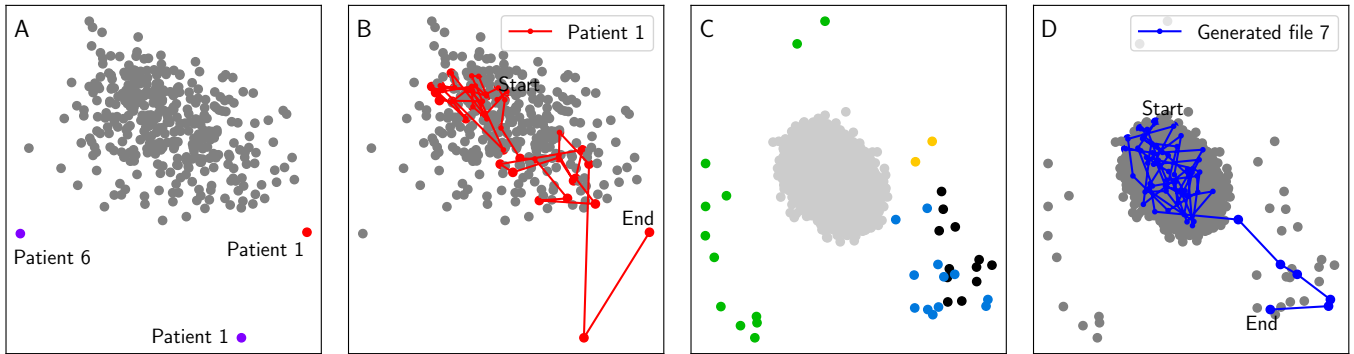 A
Patient 6
Patient 1
Patient 1
B
Patient 1
Start
End
C
D
Generated file 7
Start
End